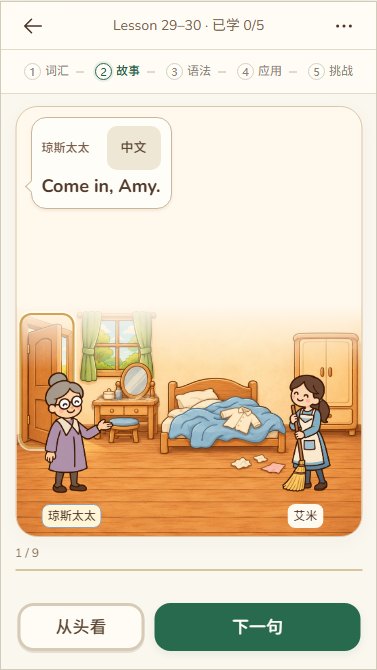 Lesson 29–30 · 已学 0/5
1 词汇 – 2 故事 – 3 语法 – 4 应用 – 5 挑战
琼斯太太 中文
Come in, Amy.
琼斯太太 艾米
1 / 9
从头看 下一句